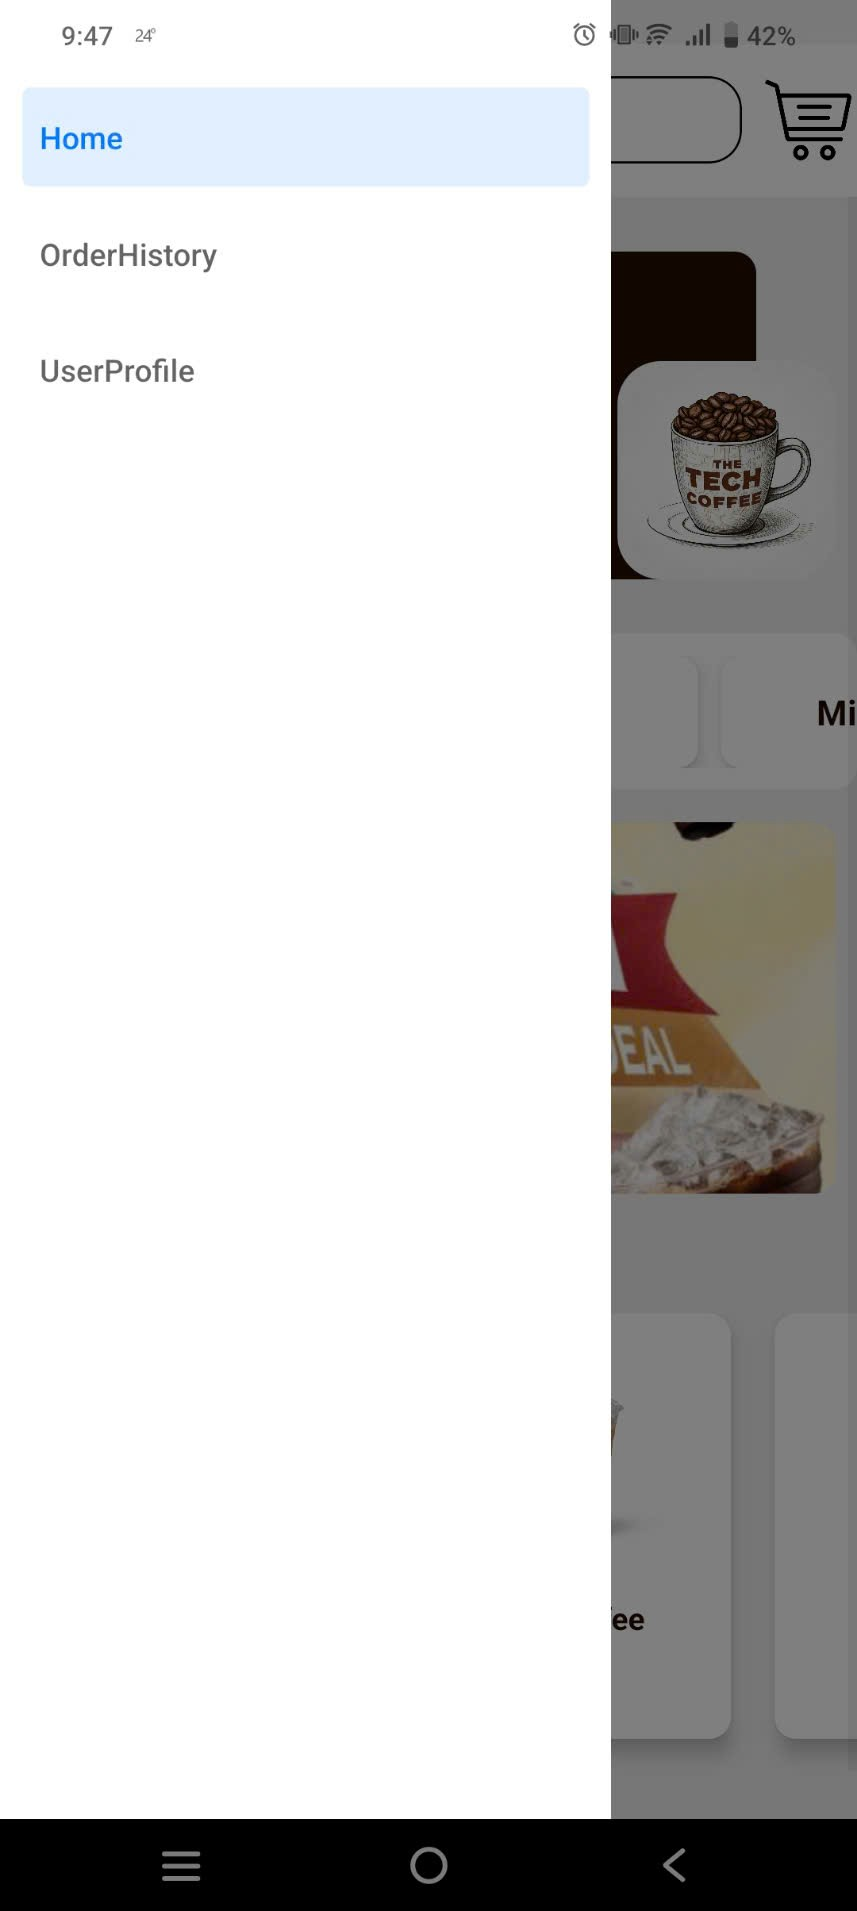 9:47 24° 42%
Home
OrderHistory
UserProfile
THE
TECH
COFFEE
Mi
EAL
ee